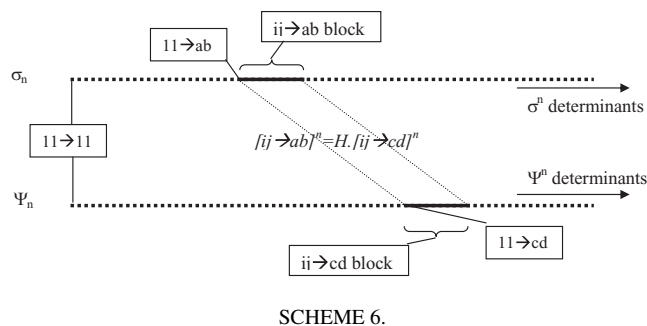 ij→ab block
11→ab
σₙ
σⁿ determinants
11→11
[ij→ab]ⁿ=H.[ij→cd]ⁿ
Ψⁿ determinants
Ψₙ
11→cd
ij→cd block
SCHEME 6.